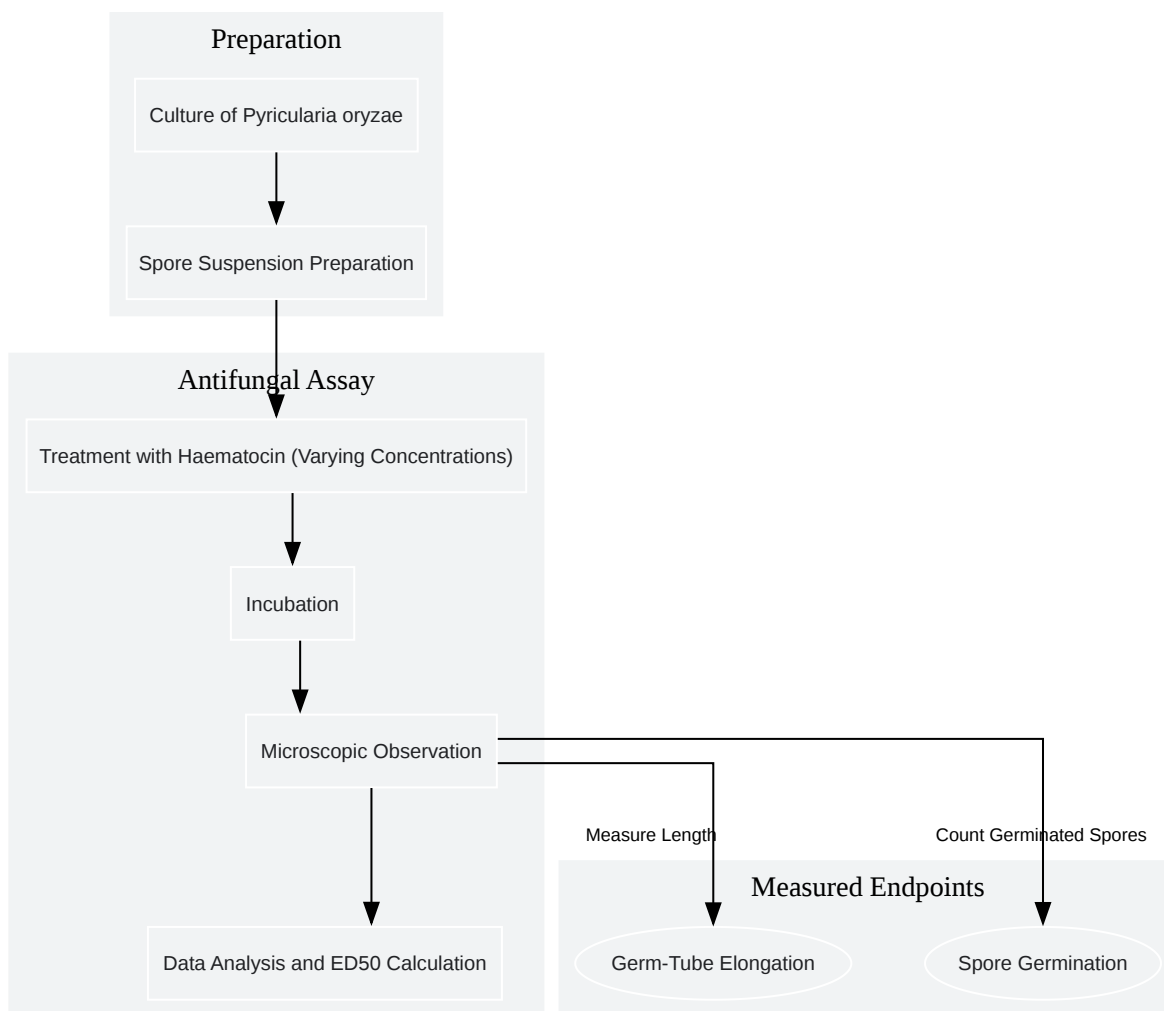 Preparation
Culture of Pyricularia oryzae
Spore Suspension Preparation
Antifungal Assay
Treatment with Haematocin (Varying Concentrations)
Incubation
Microscopic Observation
Measure Length
Count Germinated Spores
Measured Endpoints
Data Analysis and ED50 Calculation
Germ-Tube Elongation
Spore Germination